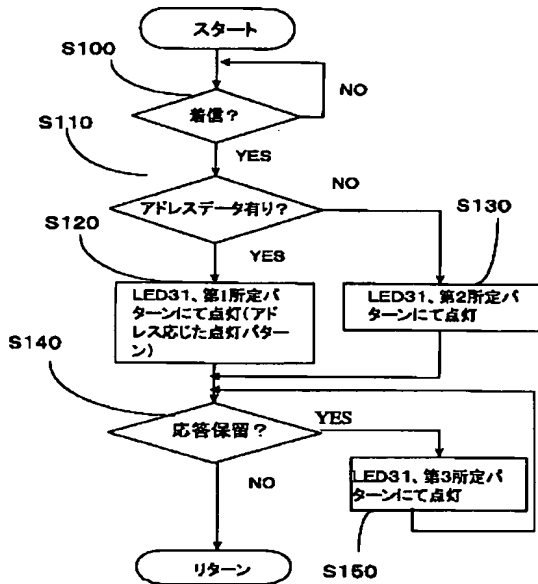 スタート
S100
NO
着信？
S110
YES
NO
アドレスデータ有り？
S130
S120
YES
LED31、第1所定パ
ターンにて点灯(アド
レス応じた点灯パター
ン)
LED31、第2所定パ
ターンにて点灯
S140
応答保留？
YES
NO
LED31、第3所定パ
ターンにて点灯
リターン
S150